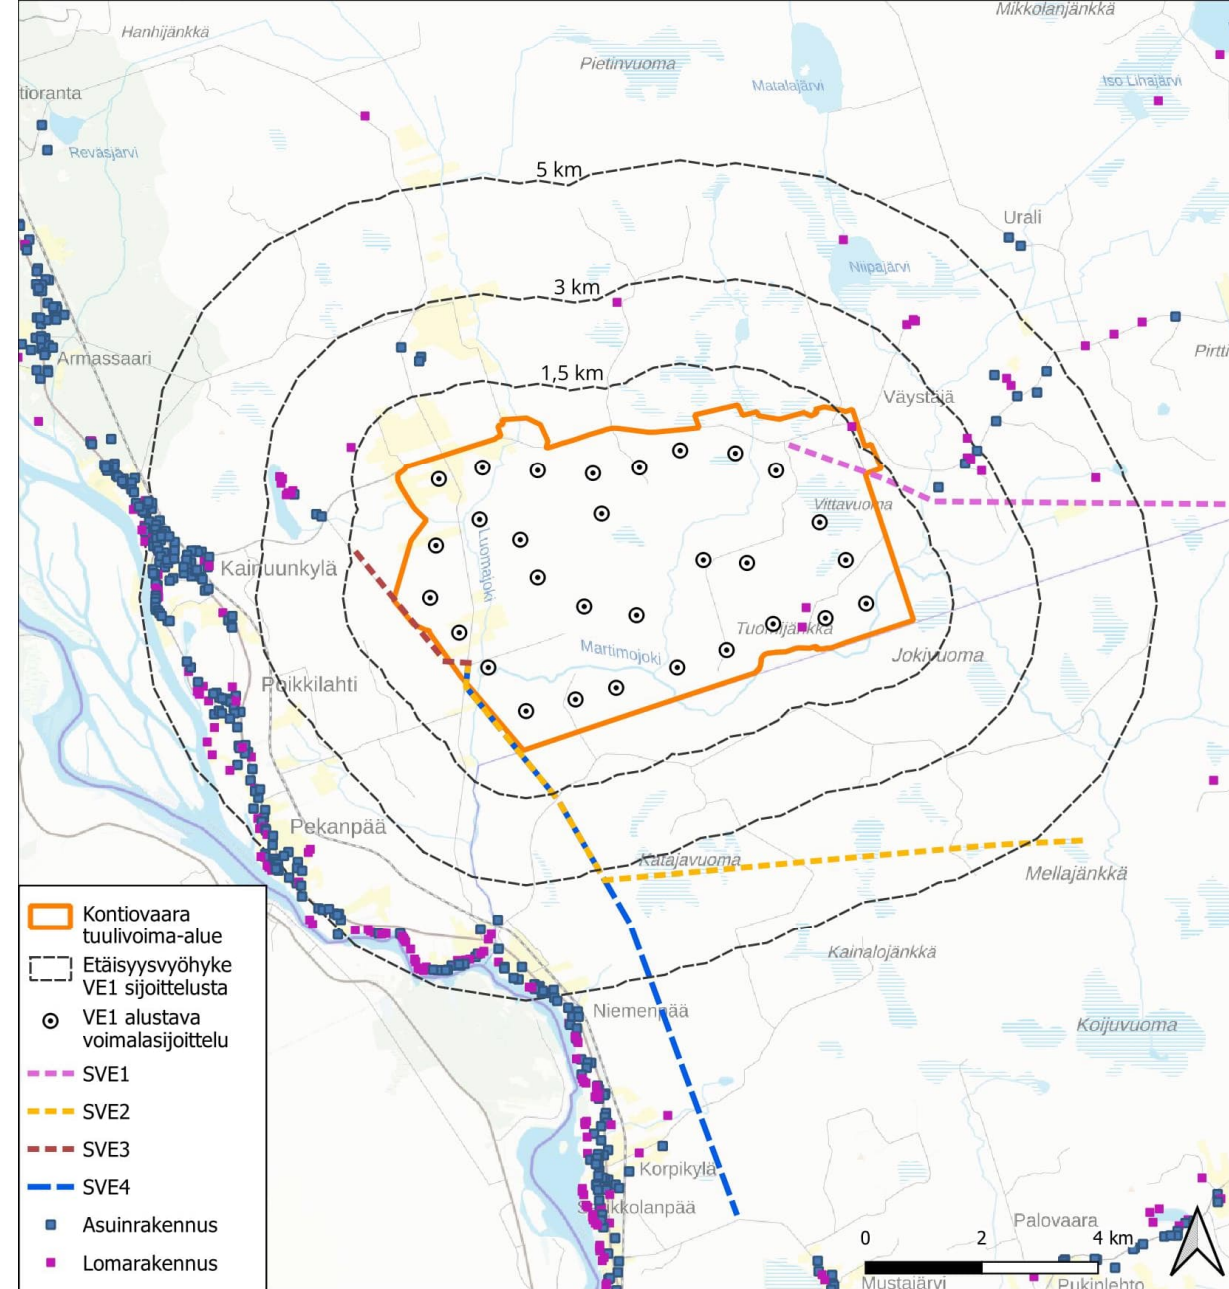 Mikkolanjänkkä
Hanhijänkkä
Pietinvuoma
Matalajärvi
Iso Lihajärvi
tioranta
Reväsjärvi
5 km
Urali
Niipajärvi
3 km
Armassaari
Pirtti
1,5 km
Väystäjä
Vittavuoma
Luomajoki
Kainuunkylä
Tuomijänkkä
Martimojoki
Jokivuoma
Poikkilahti
Pekanpää
Katajavuoma
Mellajänkkä
Kainalojänkkä
Niemenpää
Koijuvuoma
Korpikylä
Palovaara
0 2 4 km
Mustajärvi
Pukinlehto
Kontiovaara
tuulivoima-alue
Etäisyysvyöhyke
VE1 sijoittelusta
VE1 alustava
voimalasijoittelu
SVE1
SVE2
SVE3
SVE4
Asuinrakennus
Lomarakennus